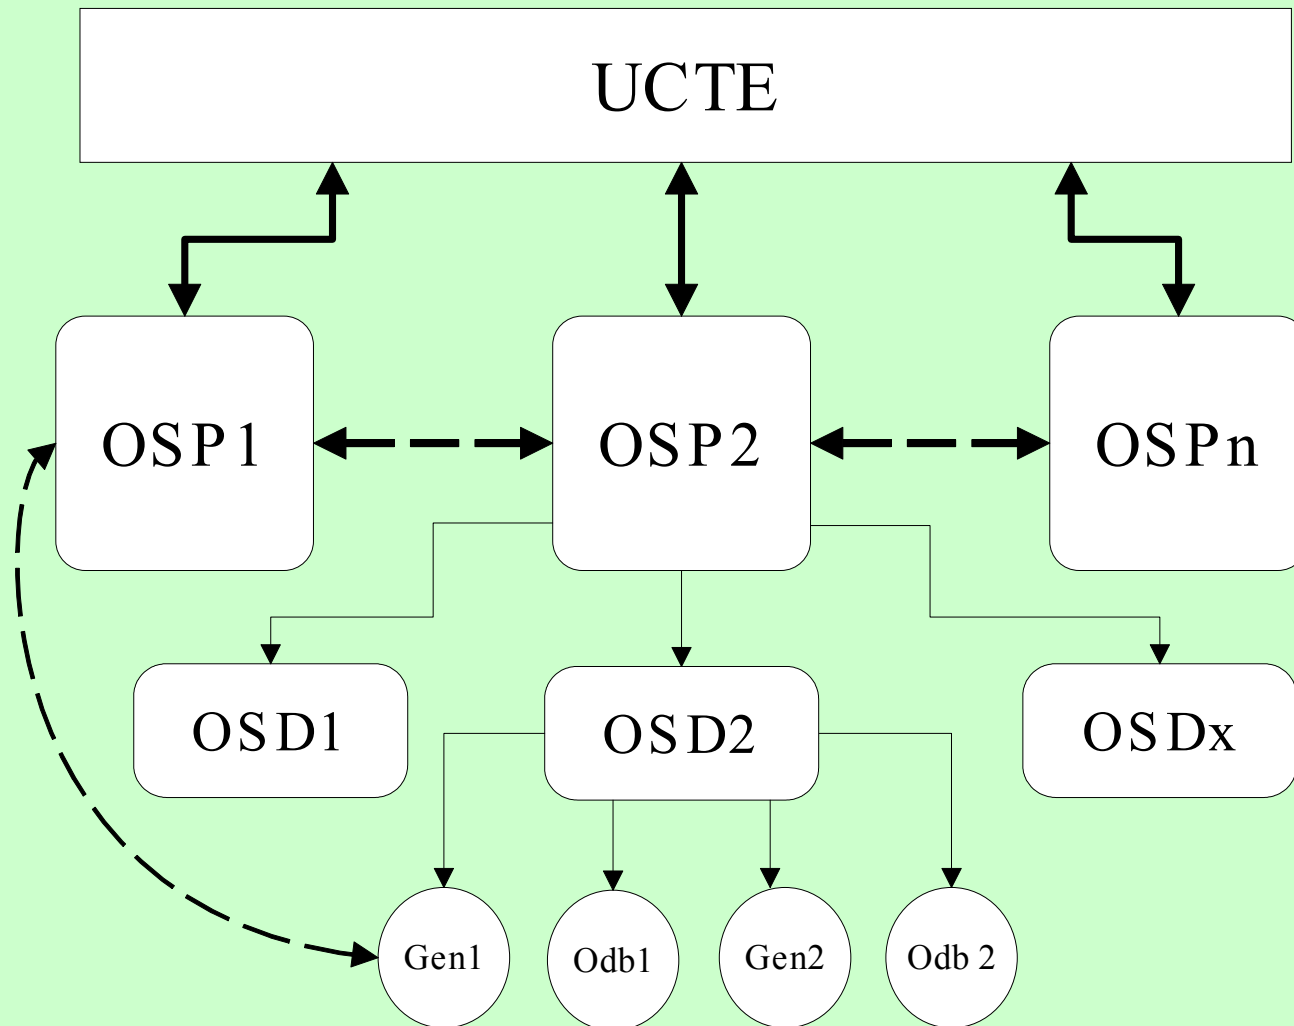 UCTE
OSP1
OSP2
OSPn
OSD1
OSD2
OSDx
Gen1
Odb1
Gen2
Odb 2